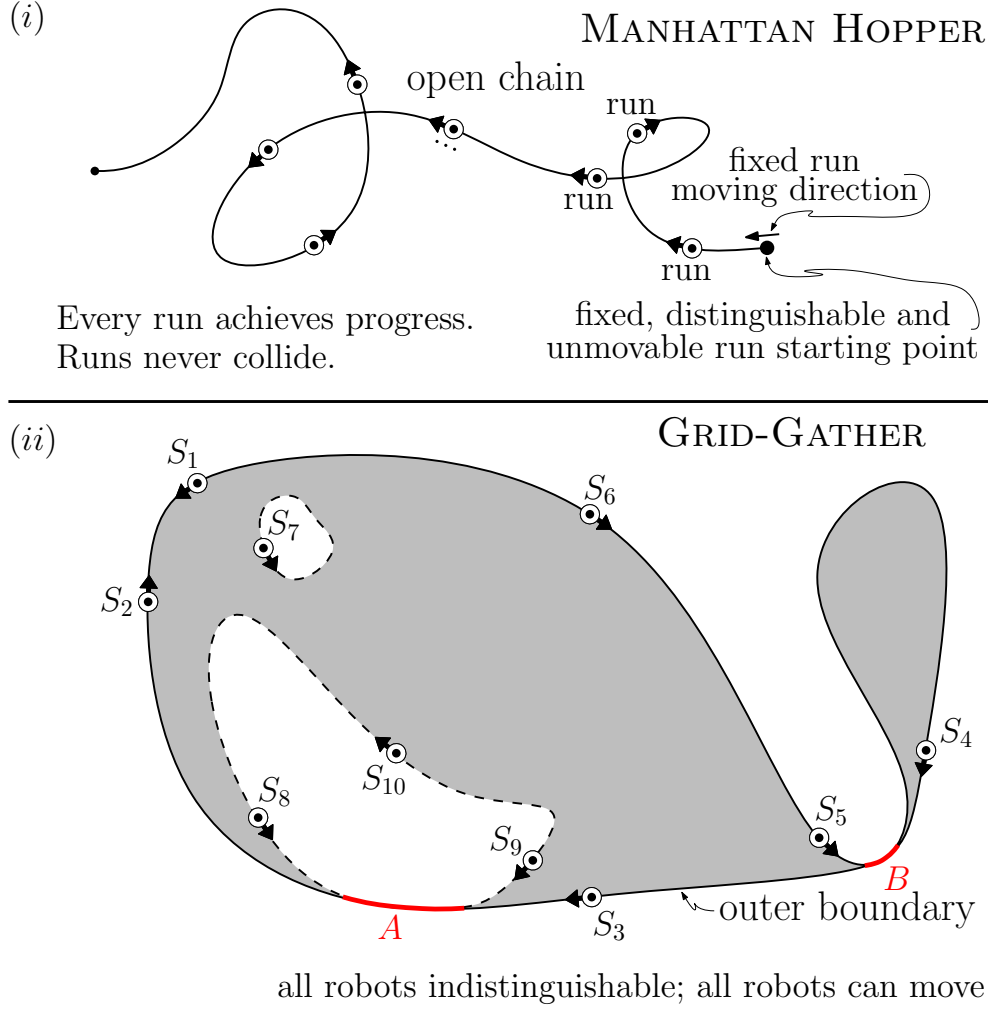 (i)
MANHATTAN HOPPER
open chain
run
...
fixed run
moving direction
run
run
Every run achieves progress.
Runs never collide.
fixed, distinguishable and
unmovable run starting point
(ii)
GRID-GATHER
S1
S6
S7
S2
S4
S10
S8
S5
S9
B
A
S3
outer boundary
all robots indistinguishable; all robots can move